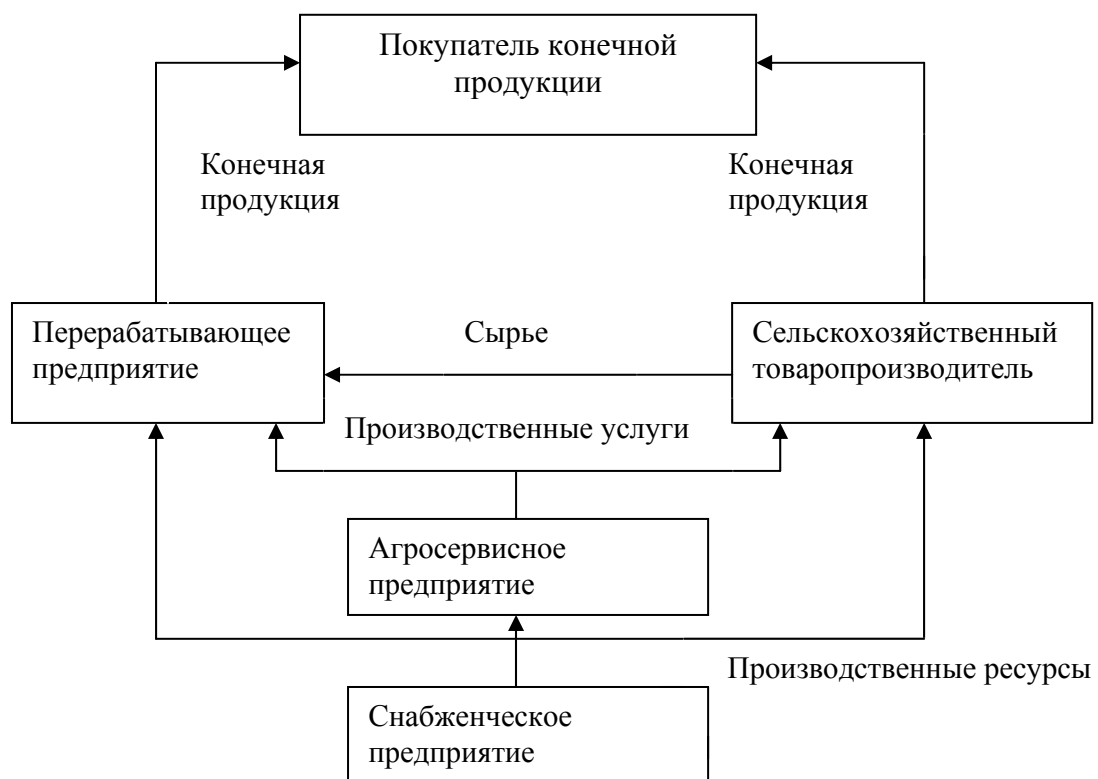 Покупатель конечной
продукции
Конечная
продукция
Конечная
продукция
Перерабатывающее
предприятие
Сырье
Сельскохозяйственный
товаропроизводитель
Производственные услуги
Агросервисное
предприятие
Производственные ресурсы
Снабженческое
предприятие